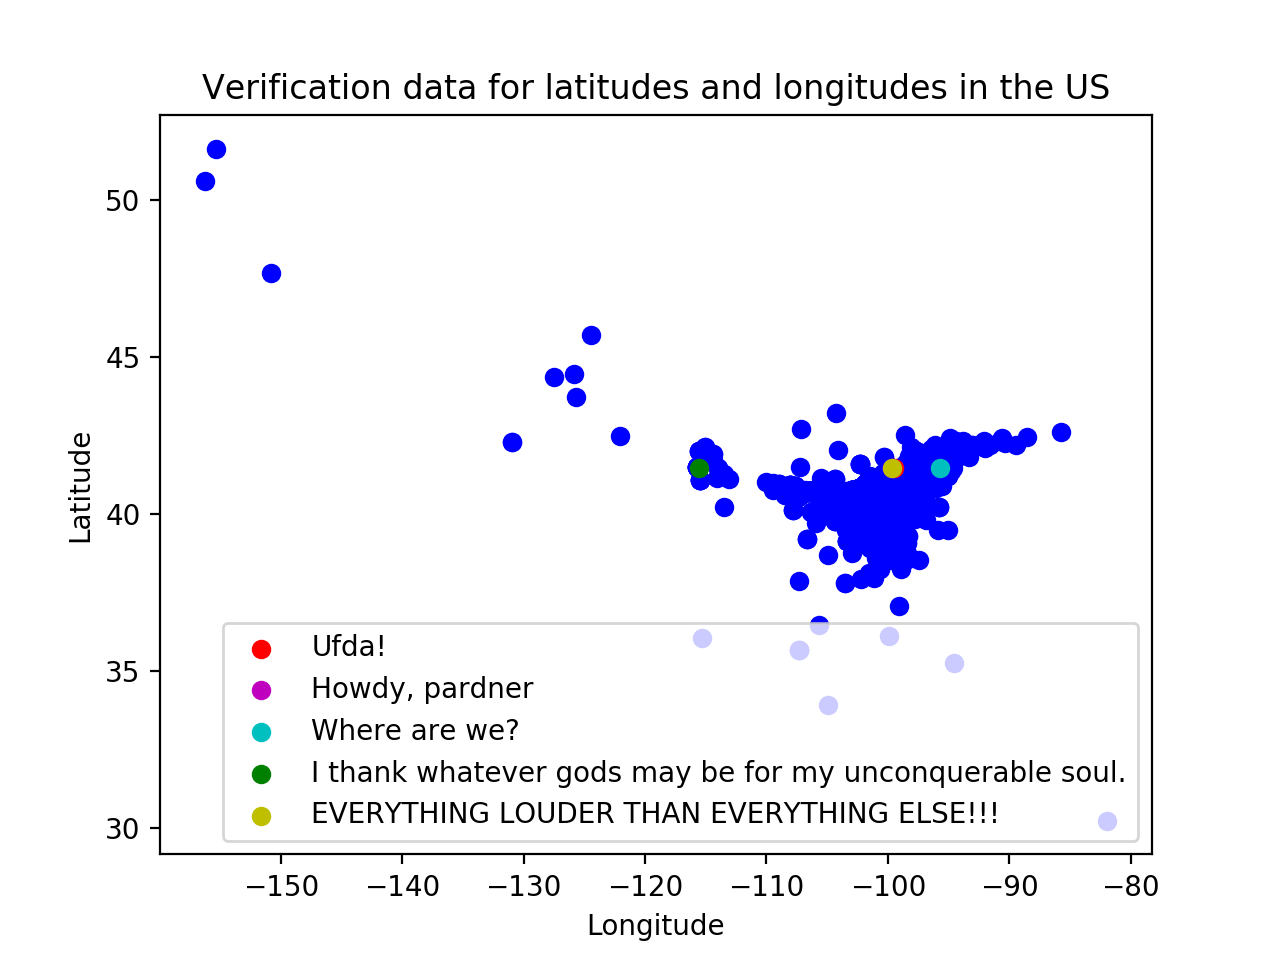 Verification data for latitudes and longitudes in the US
50
45
40
35
30
Latitude
Ufda!
Howdy, pardner
Where are we?
I thank whatever gods may be for my unconquerable soul.
EVERYTHING LOUDER THAN EVERYTHING ELSE!!!
−150 −140 −130 −120 −110 −100 −90 −80
Longitude